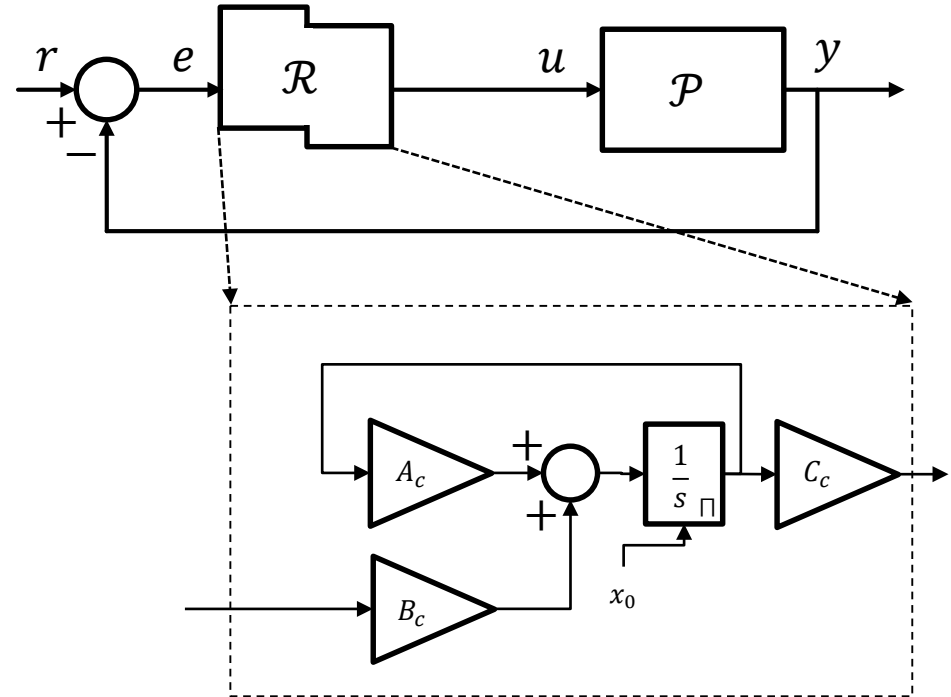 r e ℛ u 𝒫 y
+
−
+
A_c 1/s ⊓ C_c
+
B_c x_0